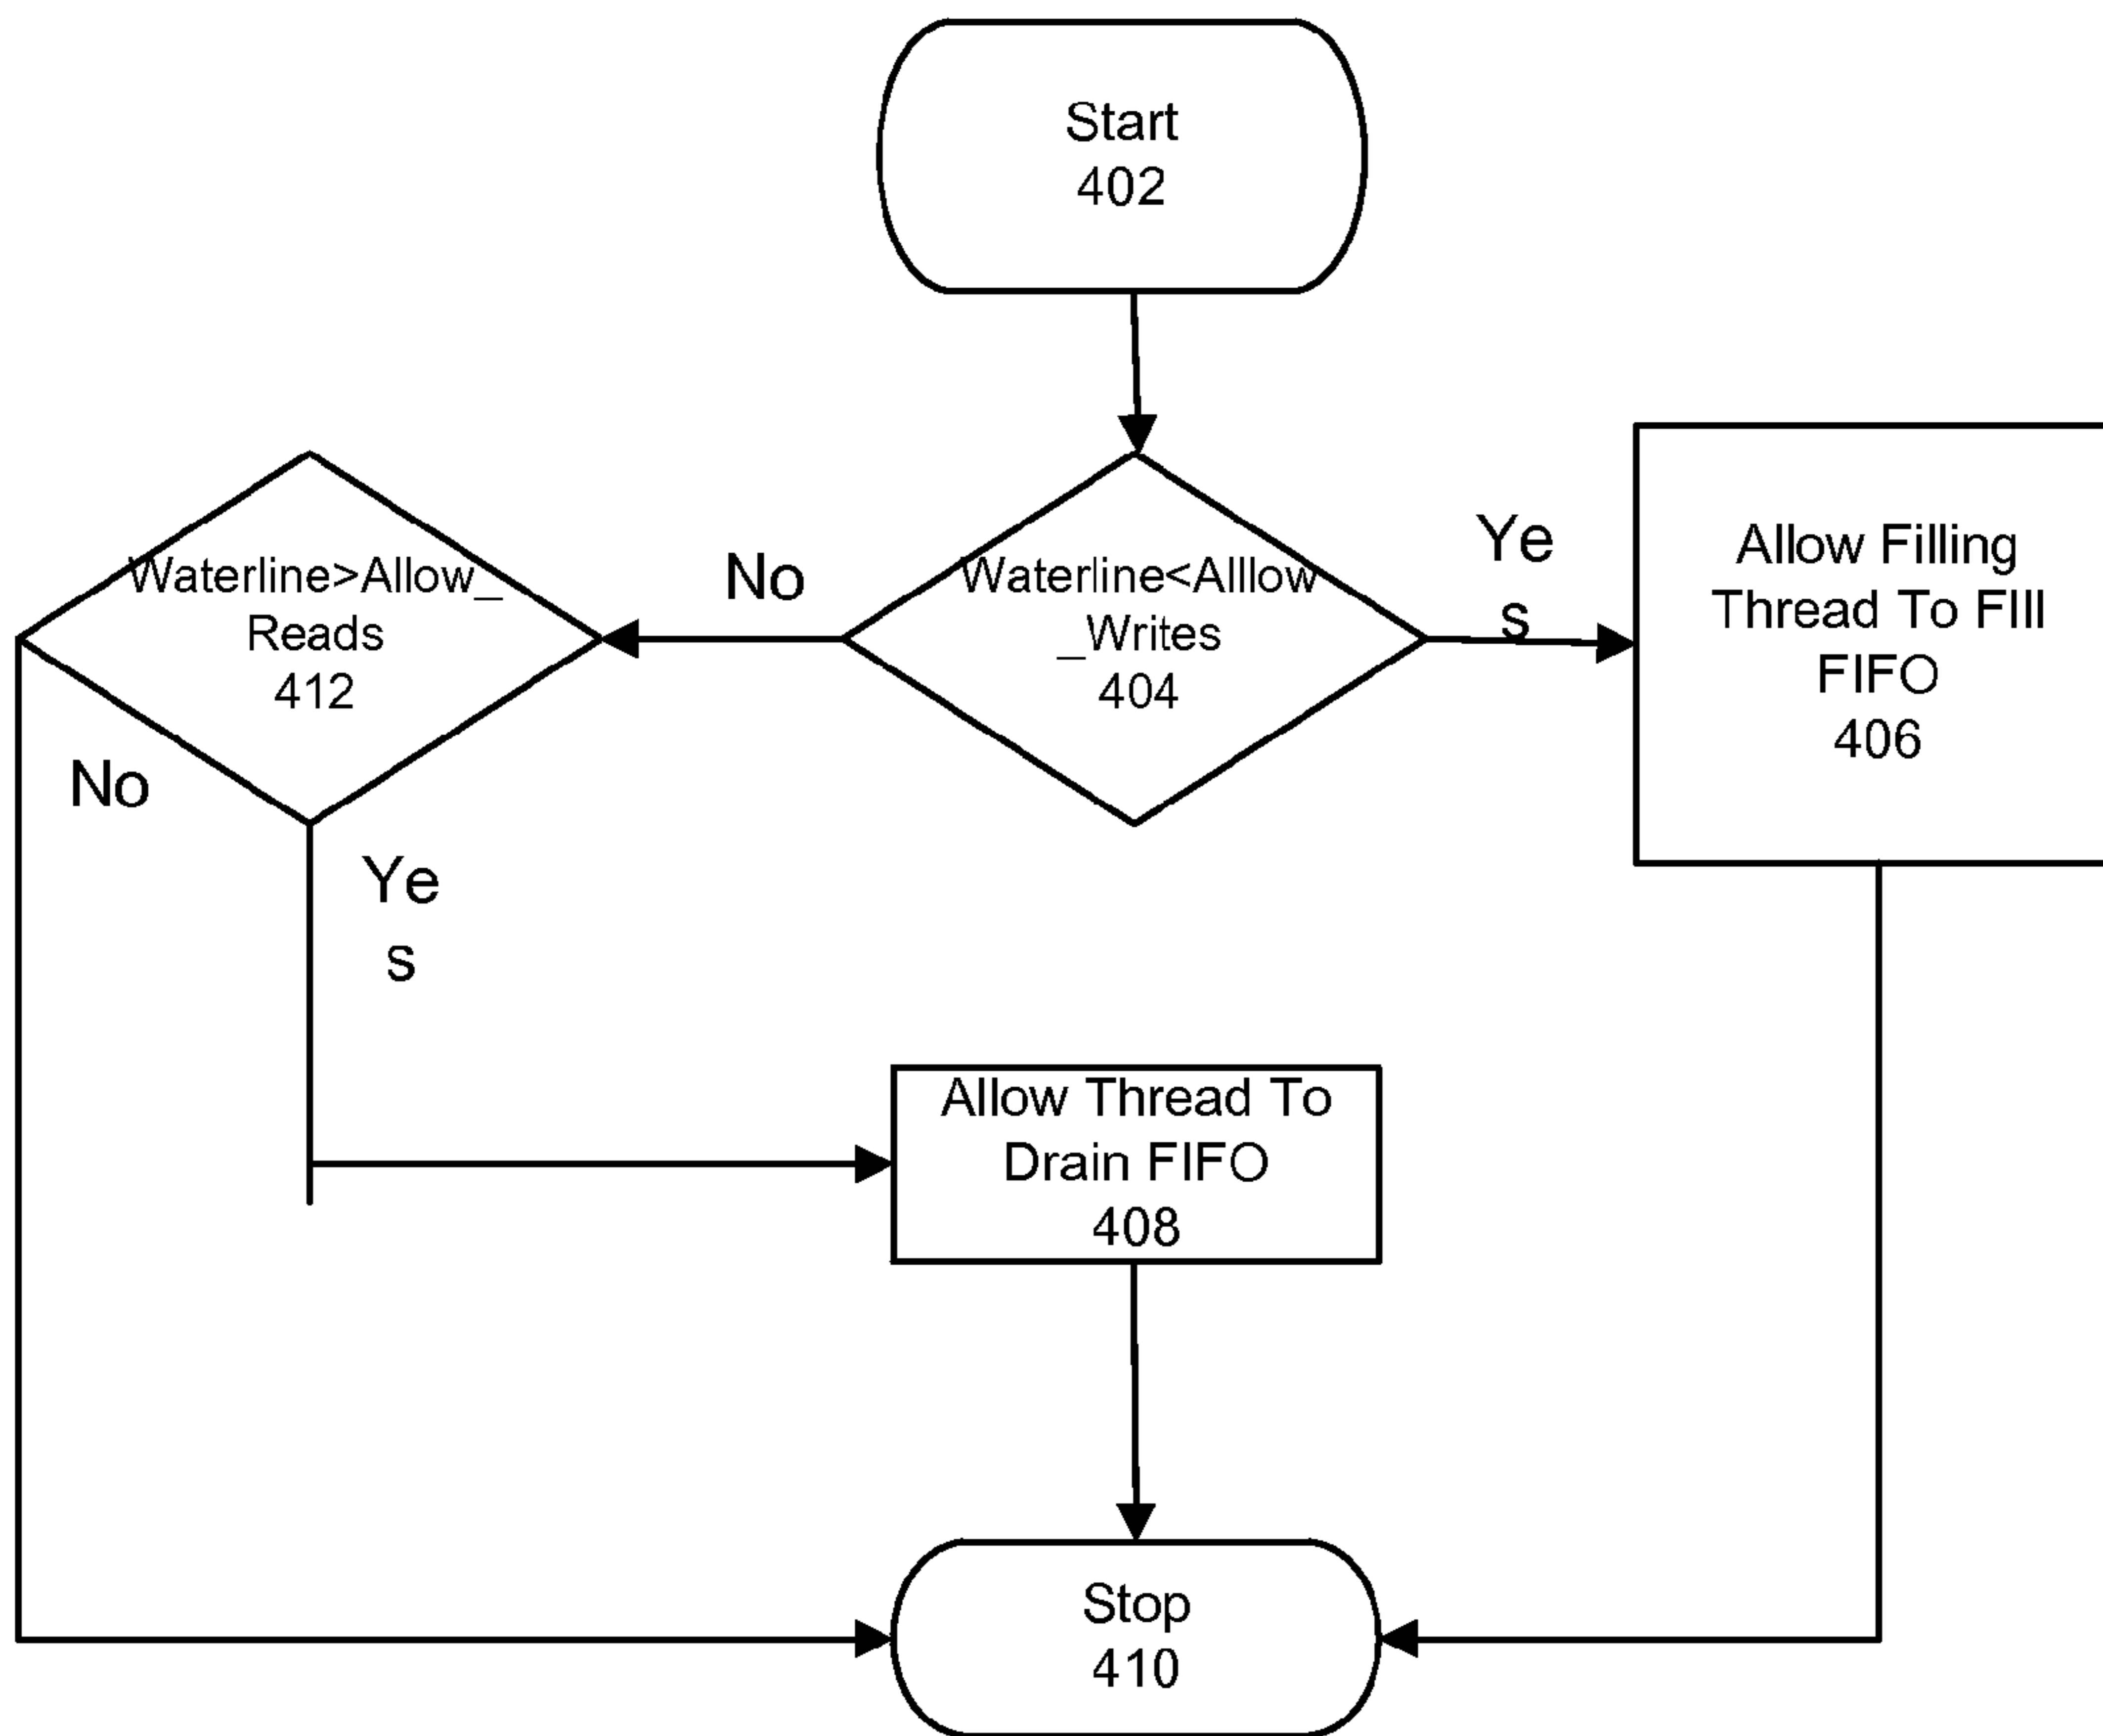 Start
402
Waterline>Allow_
Reads
412
No
Waterline<Alllow
_Writes
404
Ye
s
Allow Filling
Thread To FIll
FIFO
406
No
Ye
s
Allow Thread To
Drain FIFO
408
Stop
410